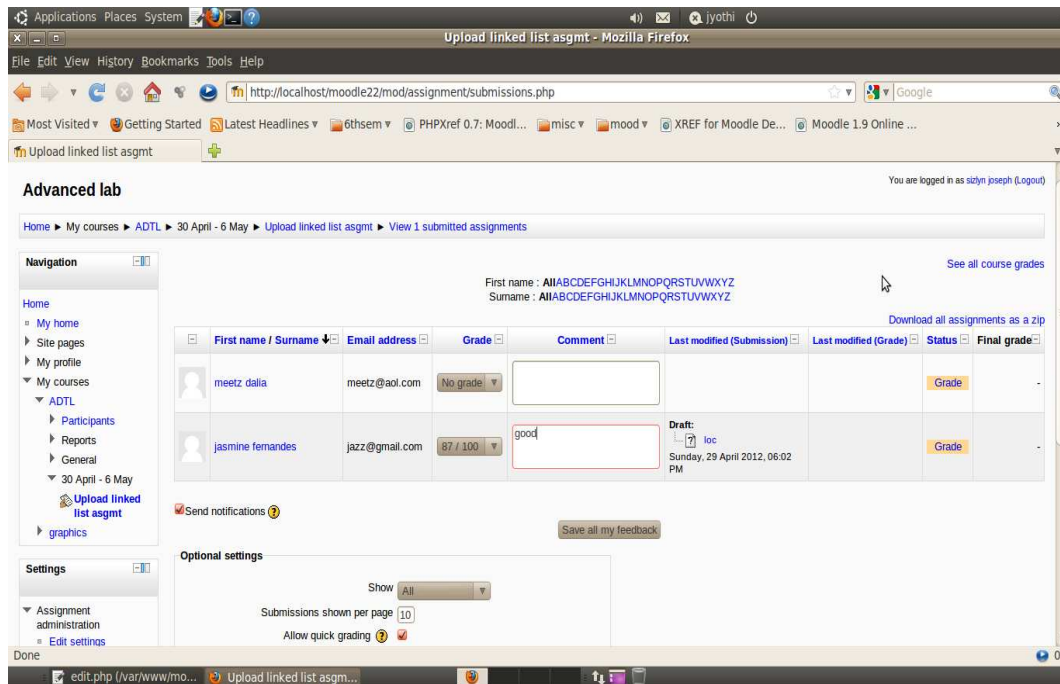 Applications Places System jyothi
Upload linked list asgmt - Mozilla Firefox
File Edit View History Bookmarks Tools Help
http://localhost/moodle22/mod/assignment/submissions.php Google
Most Visited Getting Started Latest Headlines 6thsem PHPXref 0.7: Moodl... misc mood XREF for Moodle De... Moodle 1.9 Online ...
Upload linked list asgmt
Advanced lab
You are logged in as sizlyn joseph (Logout)
Home ► My courses ► ADTL ► 30 April - 6 May ► Upload linked list asgmt ► View 1 submitted assignments
Navigation
Home
My home
Site pages
My profile
My courses
ADTL
Participants
Reports
General
30 April - 6 May
Upload linked
list asgmt
graphics
Settings
Assignment
administration
Edit settings
See all course grades
First name : AllABCDEFGHIJKLMNOPQRSTUVWXYZ
Surname : AllABCDEFGHIJKLMNOPQRSTUVWXYZ
Download all assignments as a zip
First name / Surname Email address Grade Comment Last modified (Submission) Last modified (Grade) Status Final grade
meetz dalia meetz@aol.com No grade Grade -
jasmine fernandes jazz@gmail.com 87 / 100 good Draft: Grade -
loc
Sunday, 29 April 2012, 06:02
PM
Send notifications
Save all my feedback
Optional settings
Show All
Submissions shown per page 10
Allow quick grading
Done 0
edit.php (/var/www/mo... Upload linked list asgm...